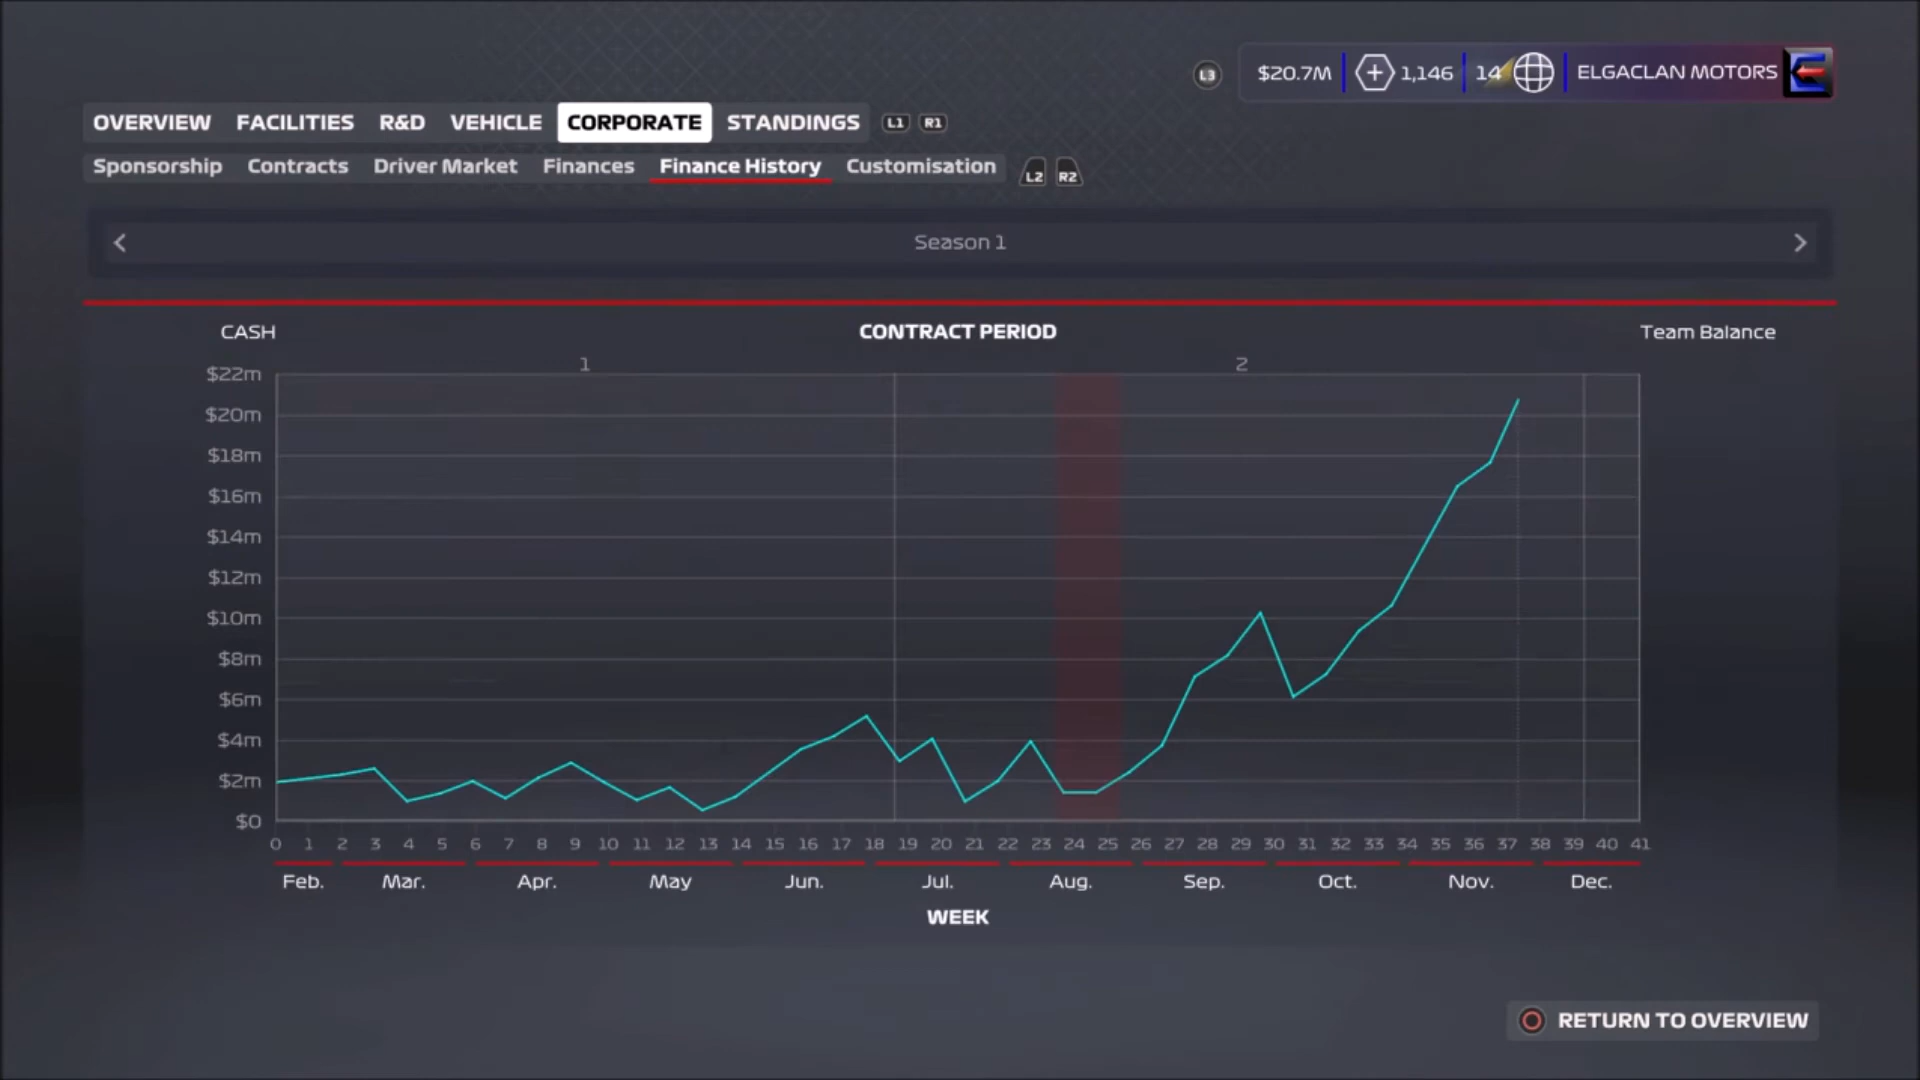 L3 $20.7M 1,146 14 ELGACLAN MOTORS
OVERVIEW FACILITIES R&D VEHICLE CORPORATE STANDINGS L1 R1
Sponsorship Contracts Driver Market Finances Finance History Customisation L2 R2
Season 1
CASH CONTRACT PERIOD Team Balance
1 2
$22m
$20m
$18m
$16m
$14m
$12m
$10m
$8m
$6m
$4m
$2m
$0
0 1 2 3 4 5 6 7 8 9 10 11 12 13 14 15 16 17 18 19 20 21 22 23 24 25 26 27 28 29 30 31 32 33 34 35 36 37 38 39 40 41
Feb. Mar. Apr. May Jun. Jul. Aug. Sep. Oct. Nov. Dec.
WEEK
RETURN TO OVERVIEW